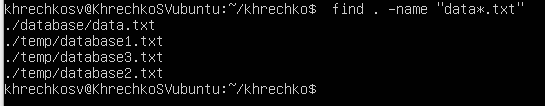 khrechkosv@KhrechkoSVubuntu:~/khrechko$  find . -name "data*.txt"
./database/data.txt
./temp/database1.txt
./temp/database3.txt
./temp/database2.txt
khrechkosv@KhrechkoSVubuntu:~/khrechko$